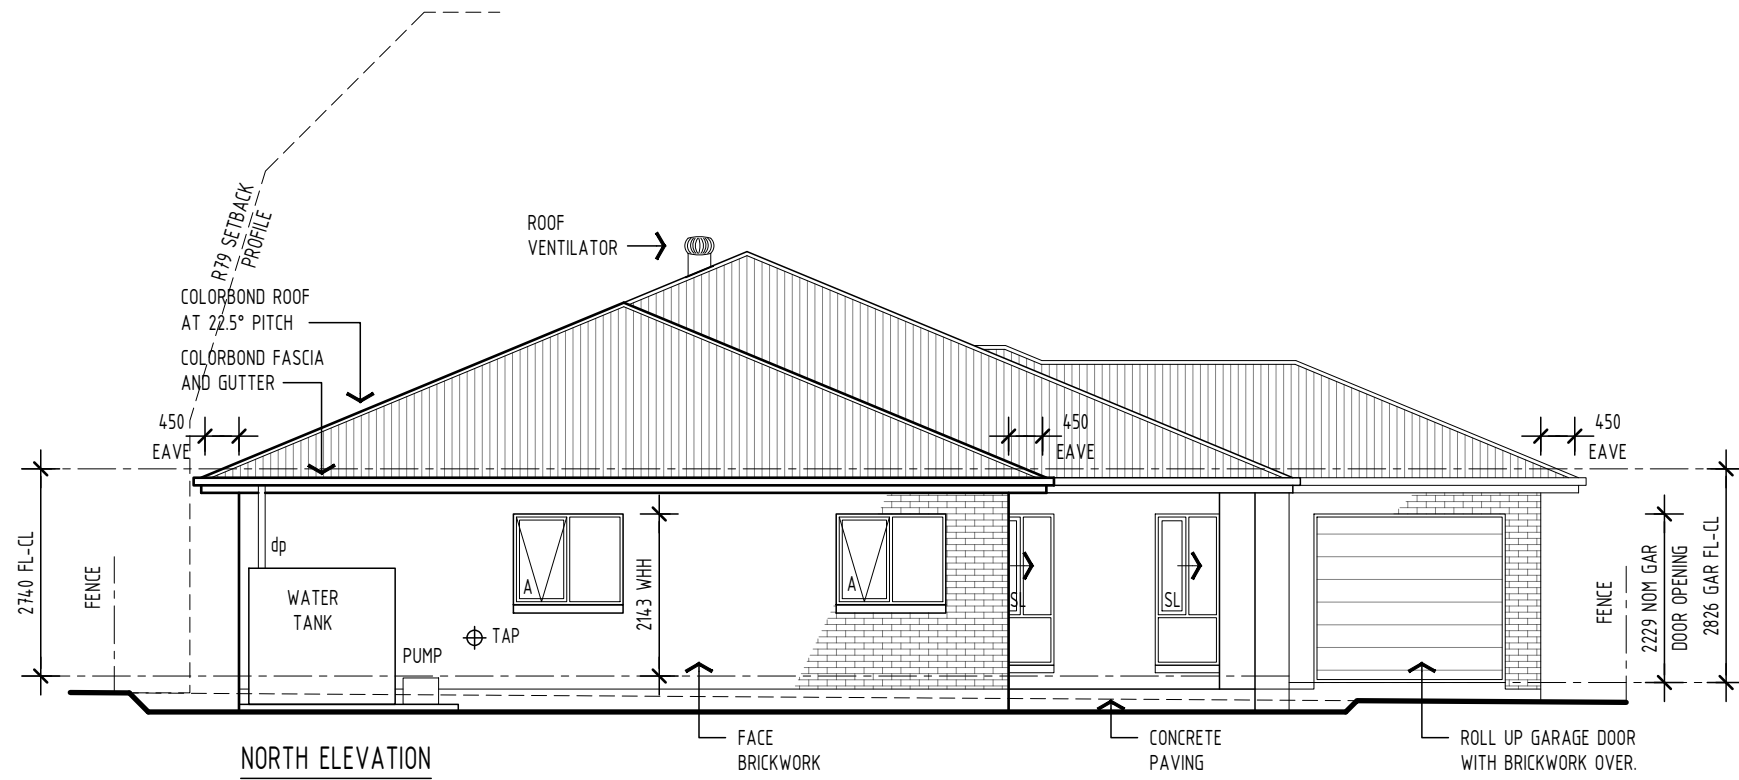 R79 SETBACK
PROFILE
ROOF
VENTILATOR
COLORBOND ROOF
AT 22.5° PITCH
COLORBOND FASCIA
AND GUTTER
450
EAVE
450
EAVE
450
EAVE
2740 FL-CL
FENCE
dp
WATER
TANK
PUMP
TAP
A
2143 WHH
A
SL
SL
FENCE
2229 NOM GAR
DOOR OPENING
2826 GAR FL-CL
NORTH ELEVATION
FACE
BRICKWORK
CONCRETE
PAVING
ROLL UP GARAGE DOOR
WITH BRICKWORK OVER.